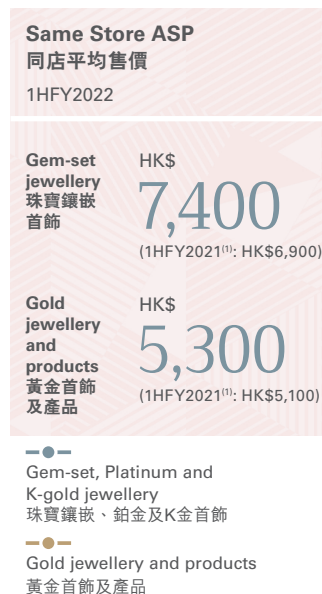 Same Store ASP
同店平均售價
1HFY2022
Gem-set
jewellery
珠寶鑲嵌
首飾
HK$
7,400
(1HFY2021⁽¹⁾: HK$6,900)
Gold
jewellery
and
products
黃金首飾
及產品
HK$
5,300
(1HFY2021⁽¹⁾: HK$5,100)
Gem-set, Platinum and
K-gold jewellery
珠寶鑲嵌、鉑金及K金首飾
Gold jewellery and products
黃金首飾及產品